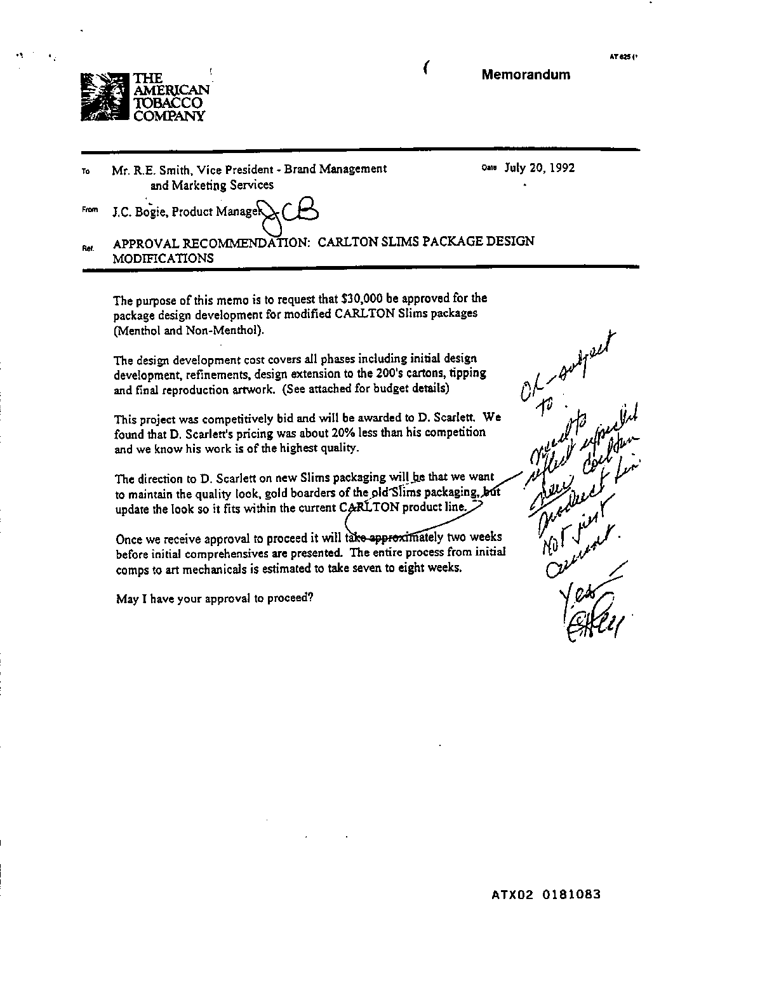 AT 825 (
Memorandum
THE
AMERICAN
TOBACCO
COMPANY
To Mr. R.E. Smith, Vice President - Brand Management
and Marketing Services
Date July 20, 1992
From J.C. Bogie, Product Manager JCB
Ref. APPROVAL RECOMMENDATION: CARLTON SLIMS PACKAGE DESIGN
MODIFICATIONS
The purpose of this memo is to request that $30,000 be approved for the
package design development for modified CARLTON Slims packages
(Menthol and Non-Menthol).
The design development cost covers all phases including initial design
development, refinements, design extension to the 200's cartons, tipping
and final reproduction artwork. (See attached for budget details)
This project was competitively bid and will be awarded to D. Scarlett. We
found that D. Scarlett's pricing was about 20% less than his competition
and we know his work is of the highest quality.
The direction to D. Scarlett on new Slims packaging will be that we want
to maintain the quality look, gold boarders of the old Slims packaging, but
update the look so it fits within the current CARLTON product line.
Once we receive approval to proceed it will take approximately two weeks
before initial comprehensives are presented. The entire process from initial
comps to art mechanicals is estimated to take seven to eight weeks.
May I have your approval to proceed?
OK - subject
to:
need to
reflect
new Carlton
product line
Not just
Current.
Yes
ATX02 0181083